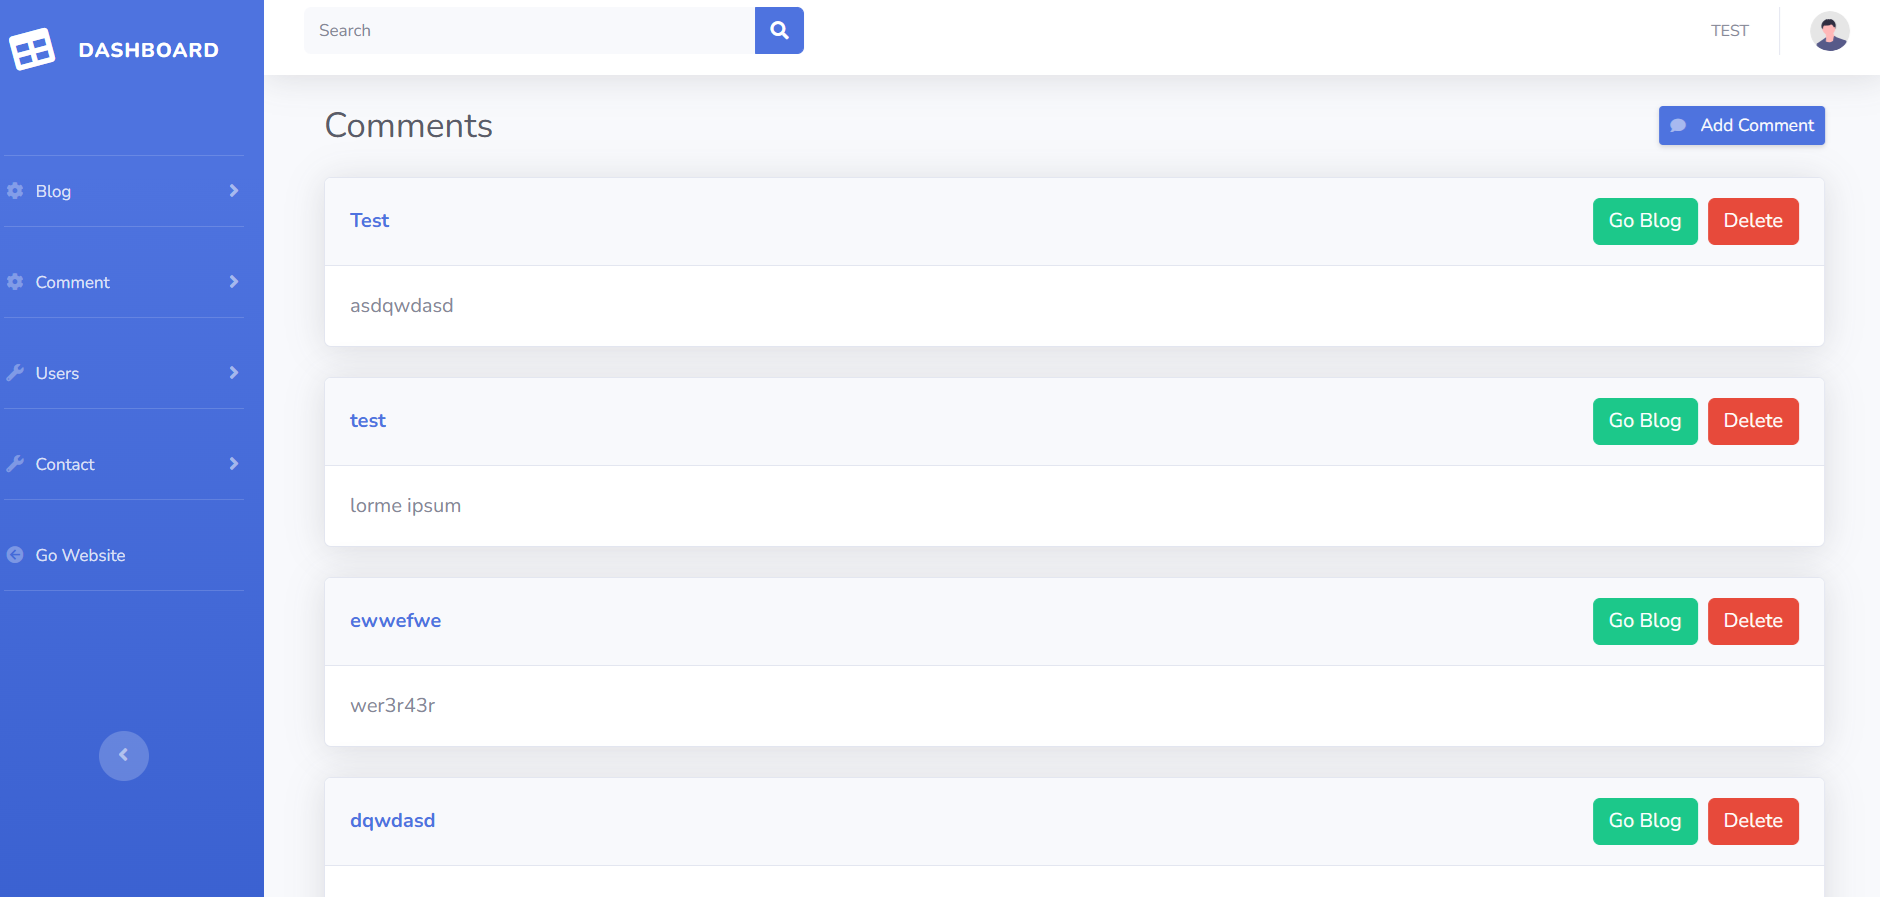 DASHBOARD
Blog
Comment
Users
Contact
Go Website
Search
TEST
Comments
Add Comment
Test
Go Blog
Delete
asdqwdasd
test
Go Blog
Delete
lorme ipsum
ewwefwe
Go Blog
Delete
wer3r43r
dqwdasd
Go Blog
Delete